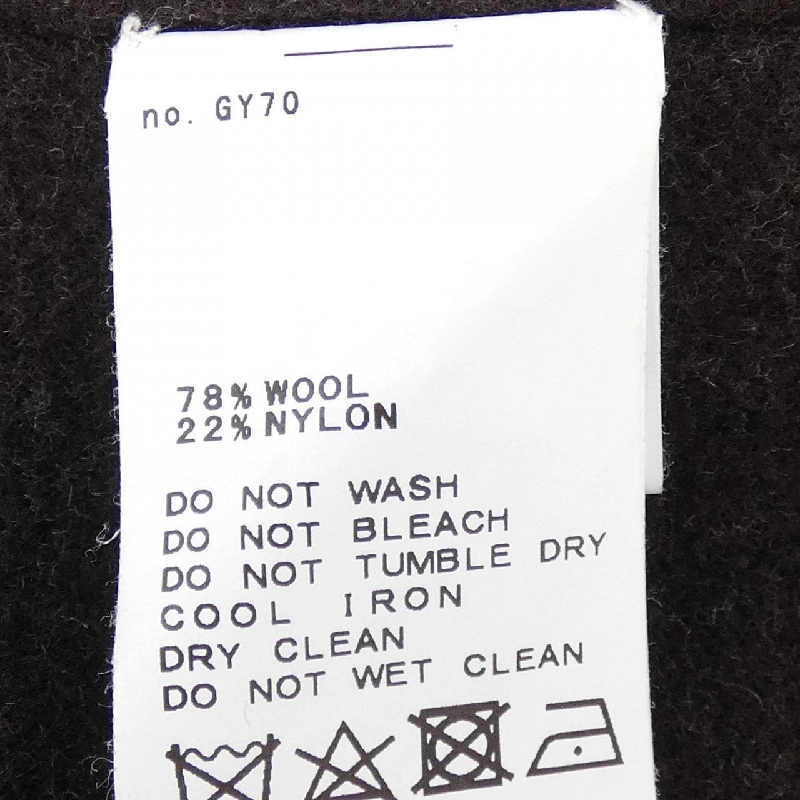 no. GY70
78% WOOL
22% NYLON
DO NOT WASH
DO NOT BLEACH
DO NOT TUMBLE DRY
COOL IRON
DRY CLEAN
DO NOT WET CLEAN